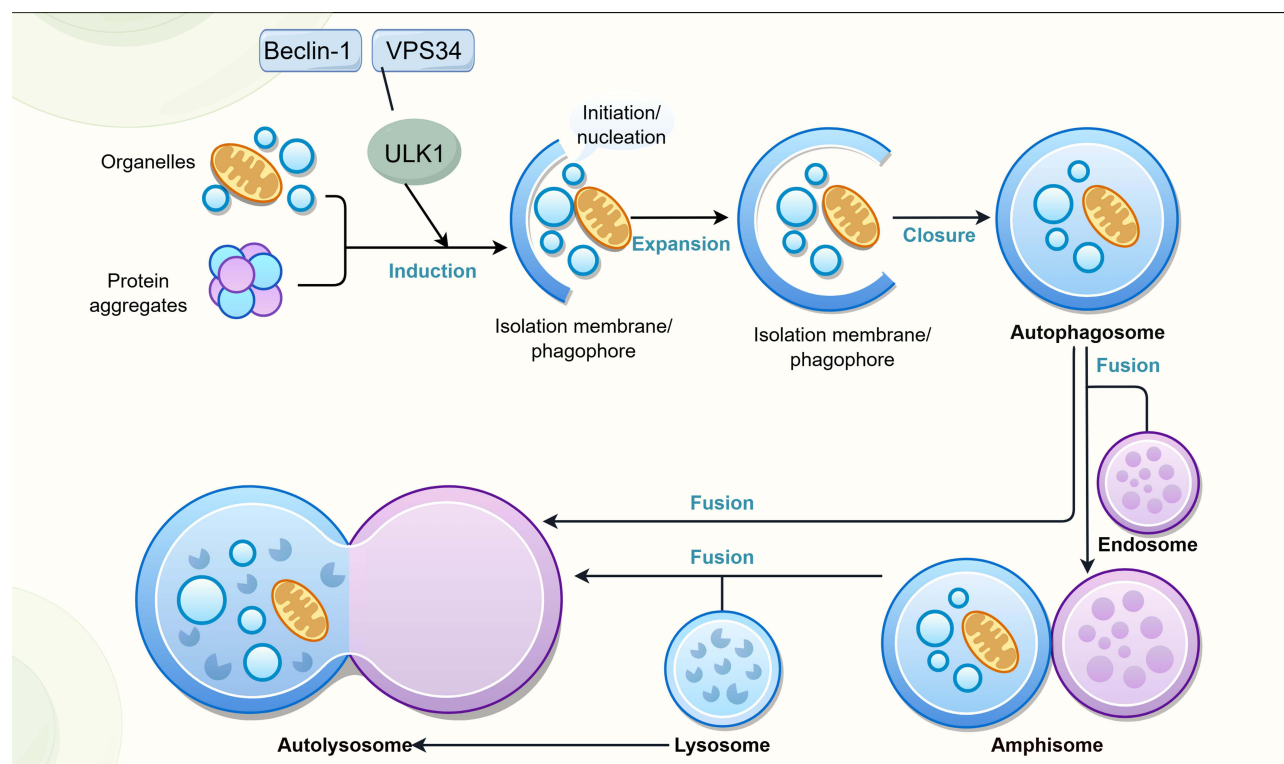 Beclin-1
VPS34
ULK1
Organelles
Protein
aggregates
Induction
Initiation/
nucleation
Isolation membrane/
phagophore
Expansion
Isolation membrane/
phagophore
Closure
Autophagosome
Fusion
Endosome
Fusion
Fusion
Autolysosome
Lysosome
Amphisome